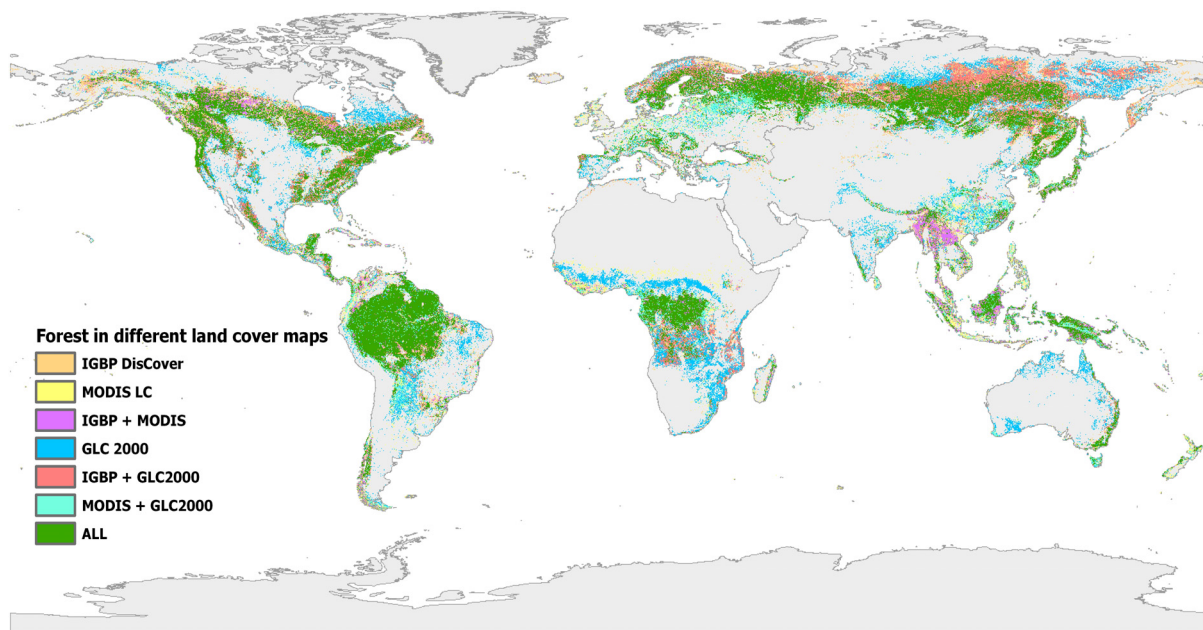 Forest in different land cover maps
IGBP DisCover
MODIS LC
IGBP + MODIS
GLC 2000
IGBP + GLC2000
MODIS + GLC2000
ALL